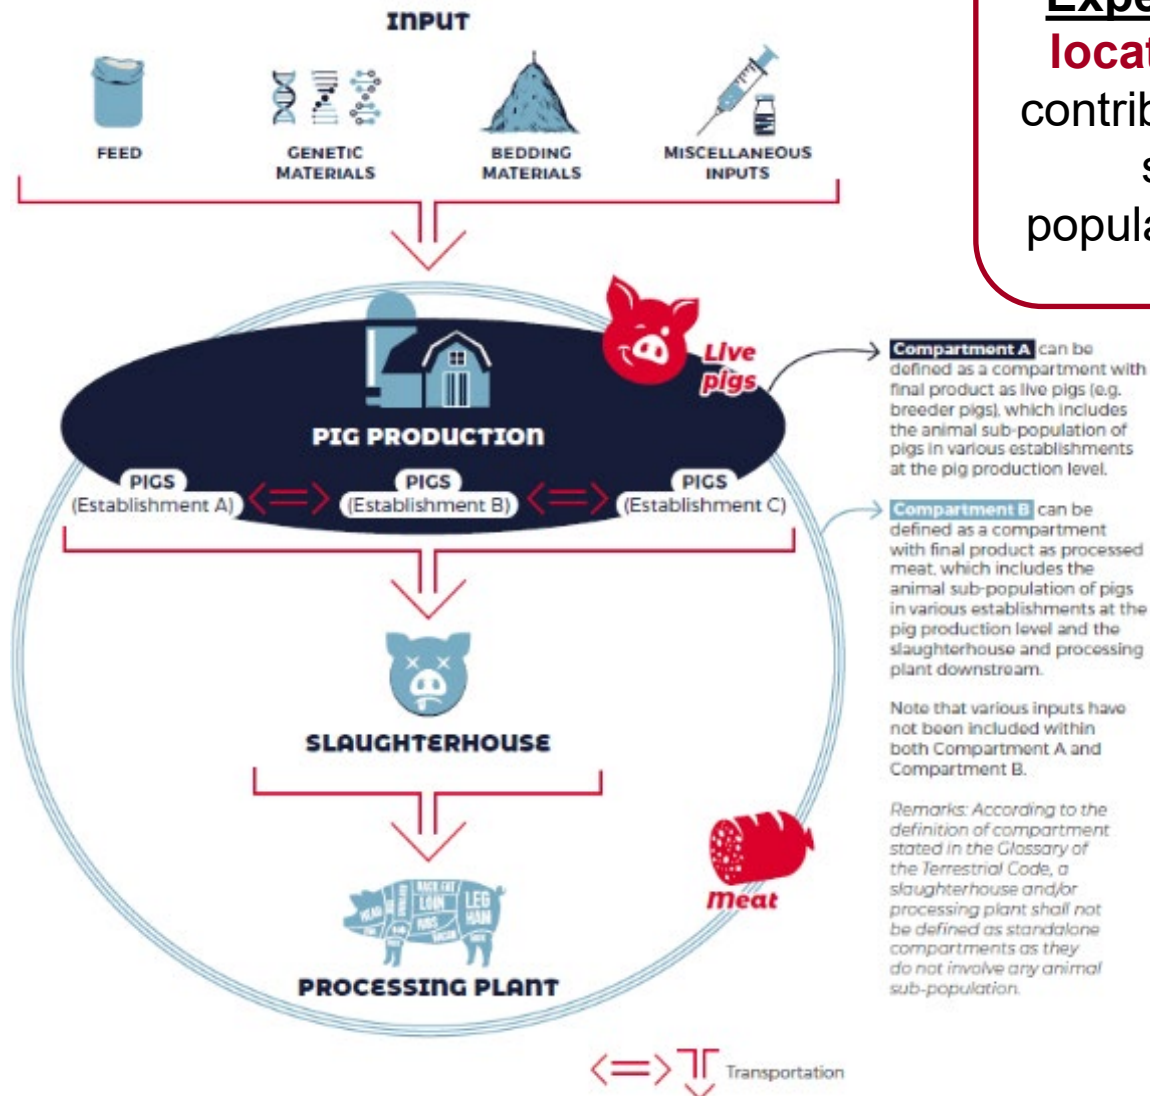 INPUT
FEED
GENETIC
MATERIALS
BEDDING
MATERIALS
MISCELLANEOUS
INPUTS
locat
contrib
s
popula
Live
pigs
PIG PRODUCTION
PIGS
(Establishment A)
PIGS
(Establishment B)
PIGS
(Establishment C)
SLAUGHTERHOUSE
BACK FAT
HEAD
LOIN
LEG
HAN
RIBS
PROCESSING PLANT
Meat
Compartment A can be
defined as a compartment with
final product as live pigs (e.g.
breeder pigs), which includes
the animal sub-population of
pigs in various establishments
at the pig production level.
Compartment B can be
defined as a compartment
with final product as processed
meat, which includes the
animal sub-population of pigs
in various establishments at the
pig production level and the
slaughterhouse and processing
plant downstream.
Note that various inputs have
not been included within
both Compartment A and
Compartment B.
Remarks: According to the
definition of compartment
stated in the Glossary of
the Terrestrial Code, a
slaughterhouse and/or
processing plant shall not
be defined as standalone
compartments as they
do not involve any animal
sub-population.
Transportation